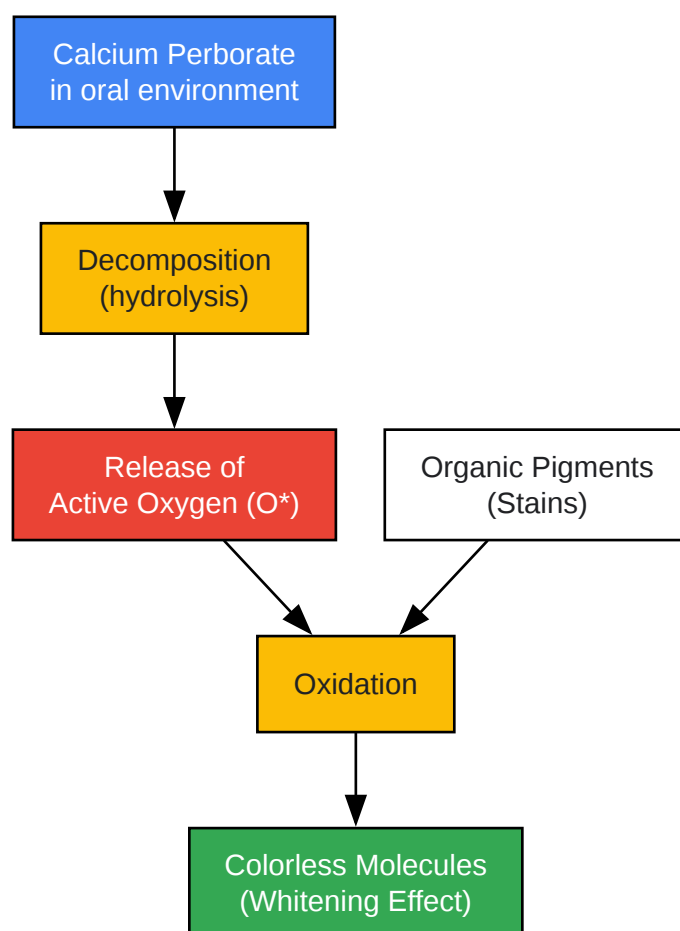 Calcium Perborate
in oral environment
Decomposition
(hydrolysis)
Release of
Active Oxygen (O*)
Organic Pigments
(Stains)
Oxidation
Colorless Molecules
(Whitening Effect)